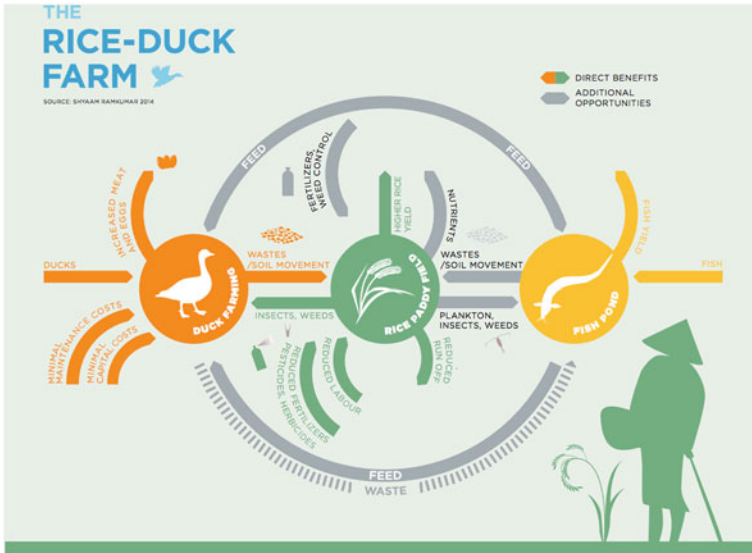 THE
RICE-DUCK
FARM
SOURCE: SHYAAM RAMKUMAR 2014
DIRECT BENEFITS
ADDITIONAL
OPPORTUNITIES
FEED
FEED
FERTILIZERS,
WEED CONTROL
INCREASED MEAT
AND EGGS
HIGHER RICE
YIELD
NUTRIENTS
FISH YIELD
DUCKS
WASTES
/SOIL MOVEMENT
WASTES
/SOIL MOVEMENT
FISH
DUCK FARMING
RICE PADDY FIELD
FISH POND
INSECTS, WEEDS
PLANKTON,
INSECTS, WEEDS
MINIMAL
MAINTENANCE COSTS
MINIMAL
CAPITAL COSTS
REDUCED FERTILIZERS
PESTICIDES, HERBICIDES
REDUCED LABOUR
REDUCED
RUN OFF
FEED
WASTE